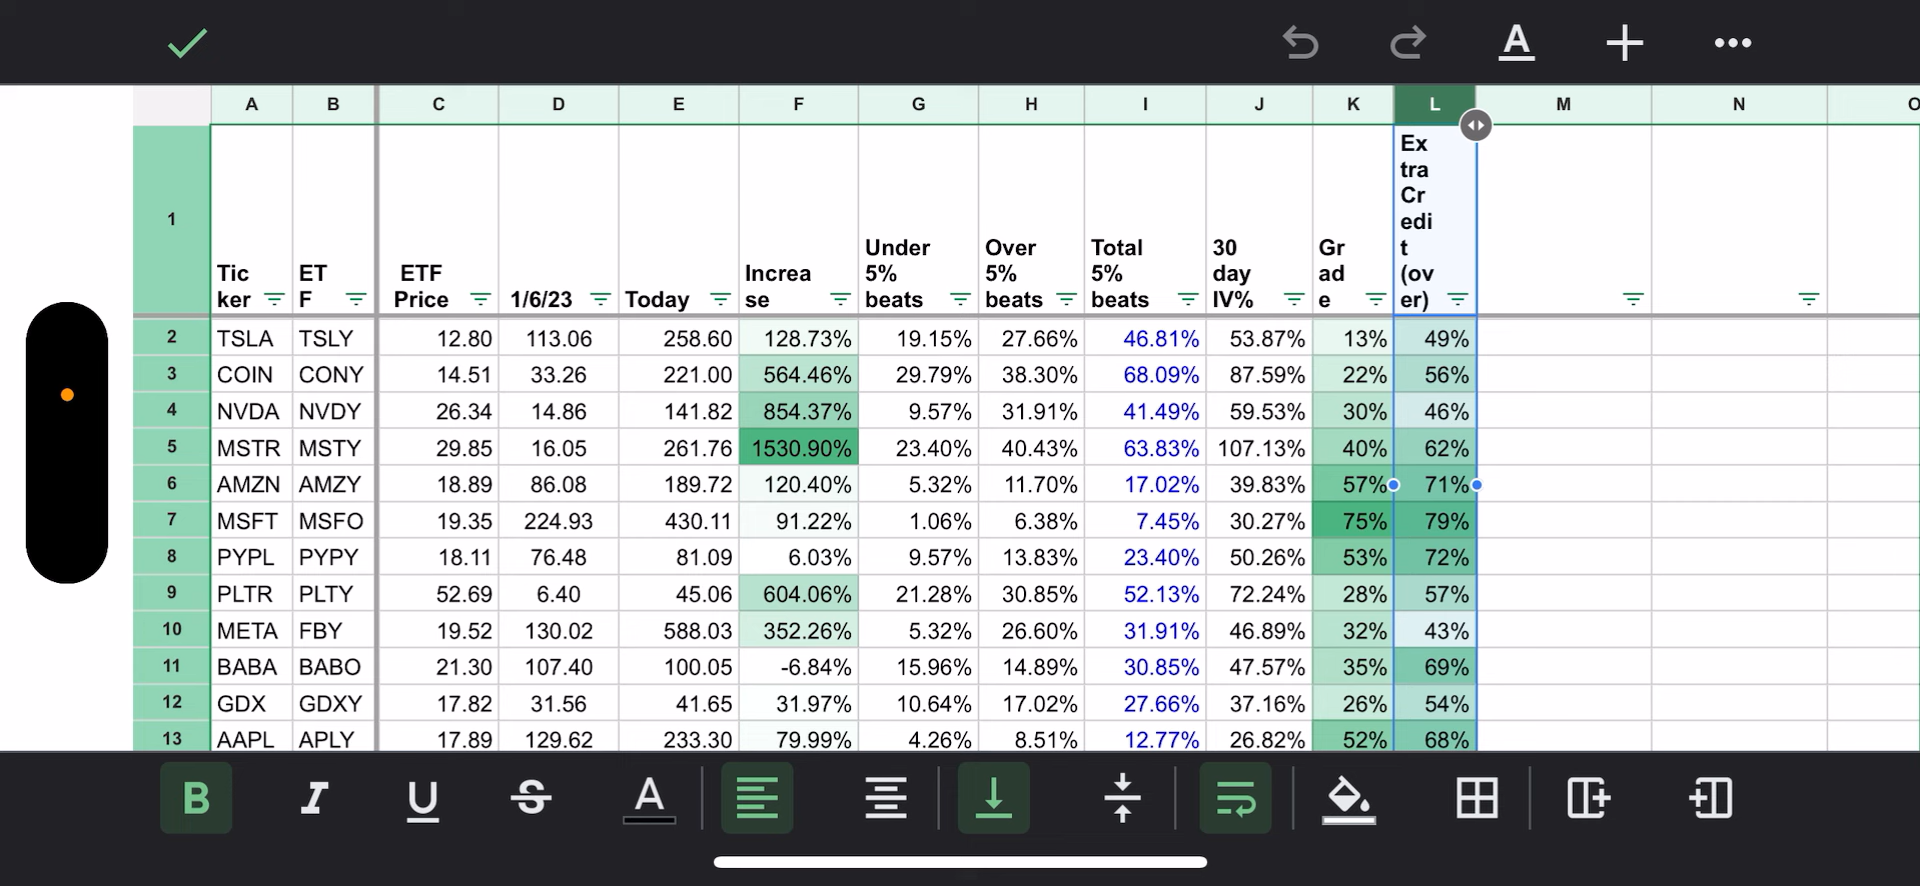 A B C D E F G H I J K L M N O
1 Tic
ker ET
F ETF
Price 1/6/23 Today Increa
se Under
5%
beats Over
5%
beats Total
5%
beats 30
day
IV% Gr
ad
e Ex
tra
Cr
edi
t
(ov
er)
2 TSLA TSLY 12.80 113.06 258.60 128.73% 19.15% 27.66% 46.81% 53.87% 13% 49%
3 COIN CONY 14.51 33.26 221.00 564.46% 29.79% 38.30% 68.09% 87.59% 22% 56%
4 NVDA NVDY 26.34 14.86 141.82 854.37% 9.57% 31.91% 41.49% 59.53% 30% 46%
5 MSTR MSTY 29.85 16.05 261.76 1530.90% 23.40% 40.43% 63.83% 107.13% 40% 62%
6 AMZN AMZY 18.89 86.08 189.72 120.40% 5.32% 11.70% 17.02% 39.83% 57% 71%
7 MSFT MSFO 19.35 224.93 430.11 91.22% 1.06% 6.38% 7.45% 30.27% 75% 79%
8 PYPL PYPY 18.11 76.48 81.09 6.03% 9.57% 13.83% 23.40% 50.26% 53% 72%
9 PLTR PLTY 52.69 6.40 45.06 604.06% 21.28% 30.85% 52.13% 72.24% 28% 57%
10 META FBY 19.52 130.02 588.03 352.26% 5.32% 26.60% 31.91% 46.89% 32% 43%
11 BABA BABO 21.30 107.40 100.05 -6.84% 15.96% 14.89% 30.85% 47.57% 35% 69%
12 GDX GDXY 17.82 31.56 41.65 31.97% 10.64% 17.02% 27.66% 37.16% 26% 54%
13 AAPL APLY 17.89 129.62 233.30 79.99% 4.26% 8.51% 12.77% 26.82% 52% 68%
B I U S A